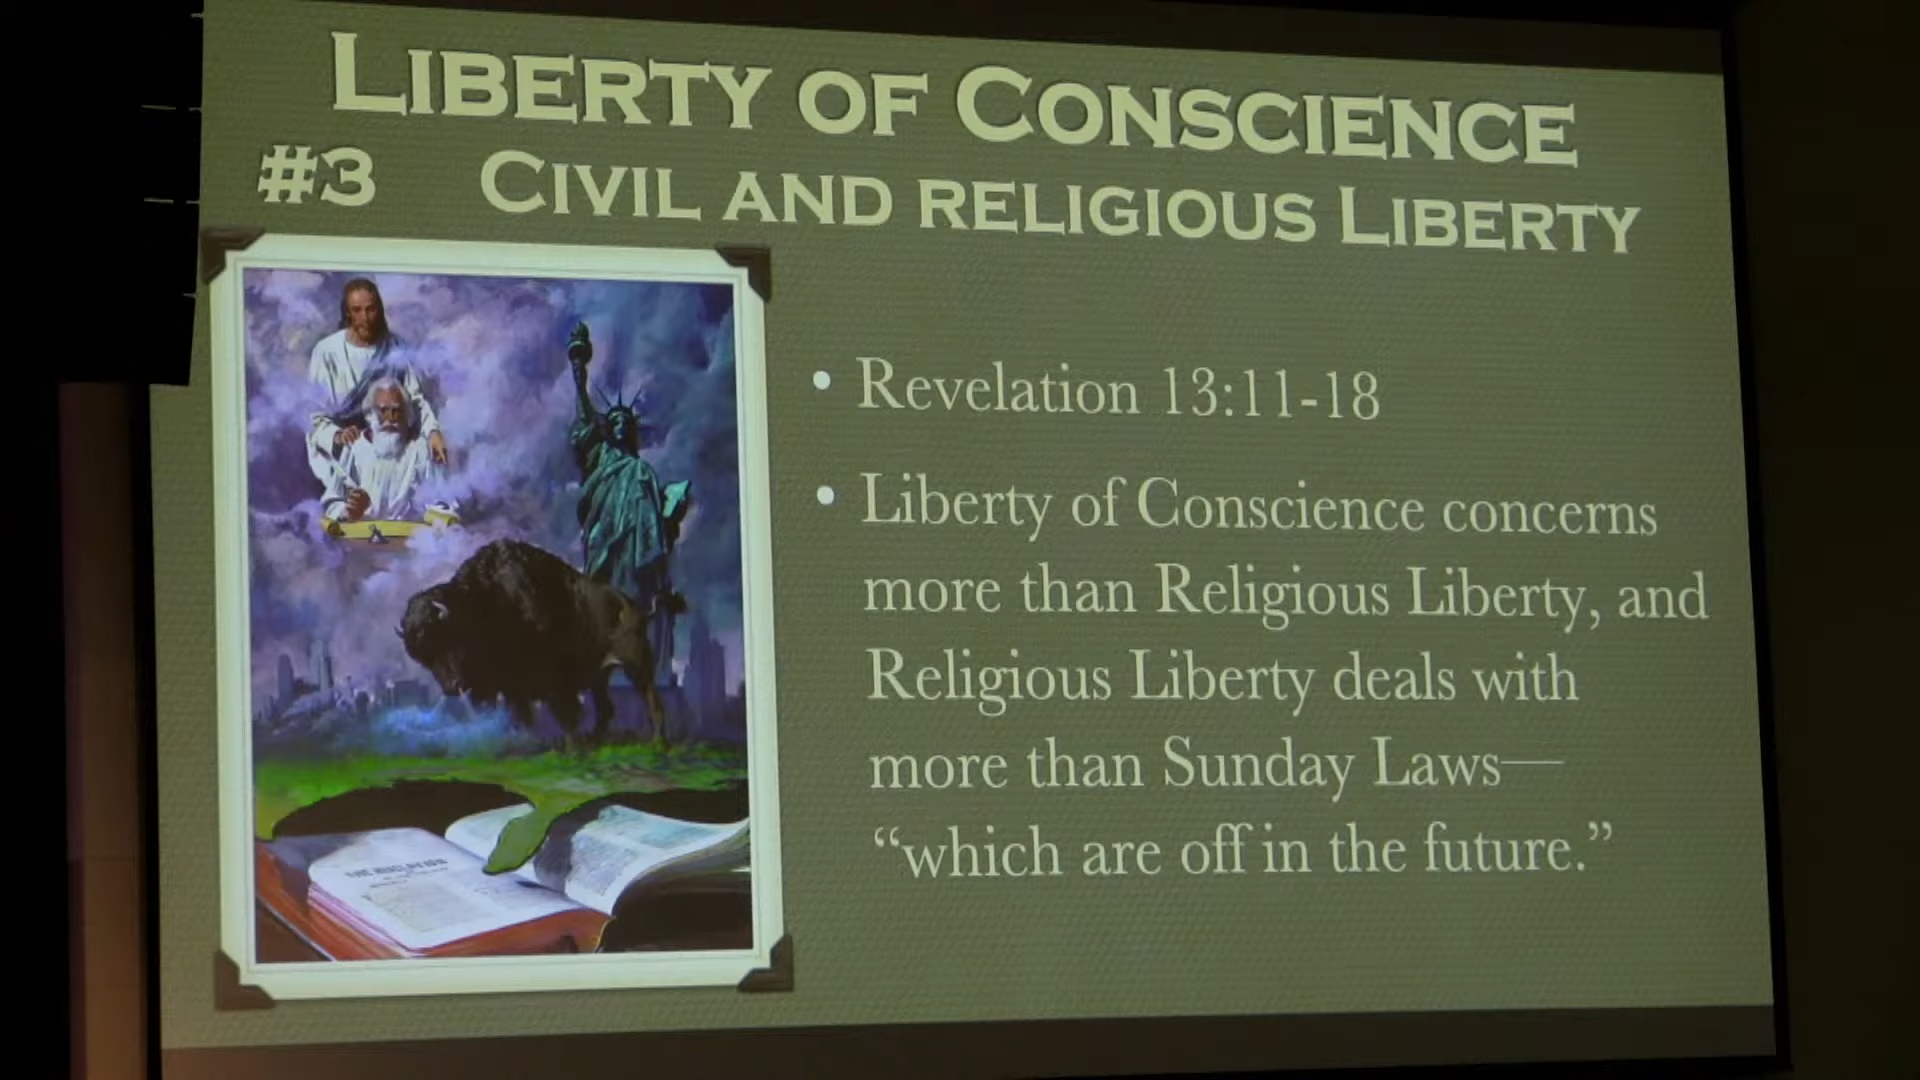 LIBERTY OF CONSCIENCE
#3 CIVIL AND RELIGIOUS LIBERTY
• Revelation 13:11-18
• Liberty of Conscience concerns
more than Religious Liberty, and
Religious Liberty deals with
more than Sunday Laws—
“which are off in the future.”